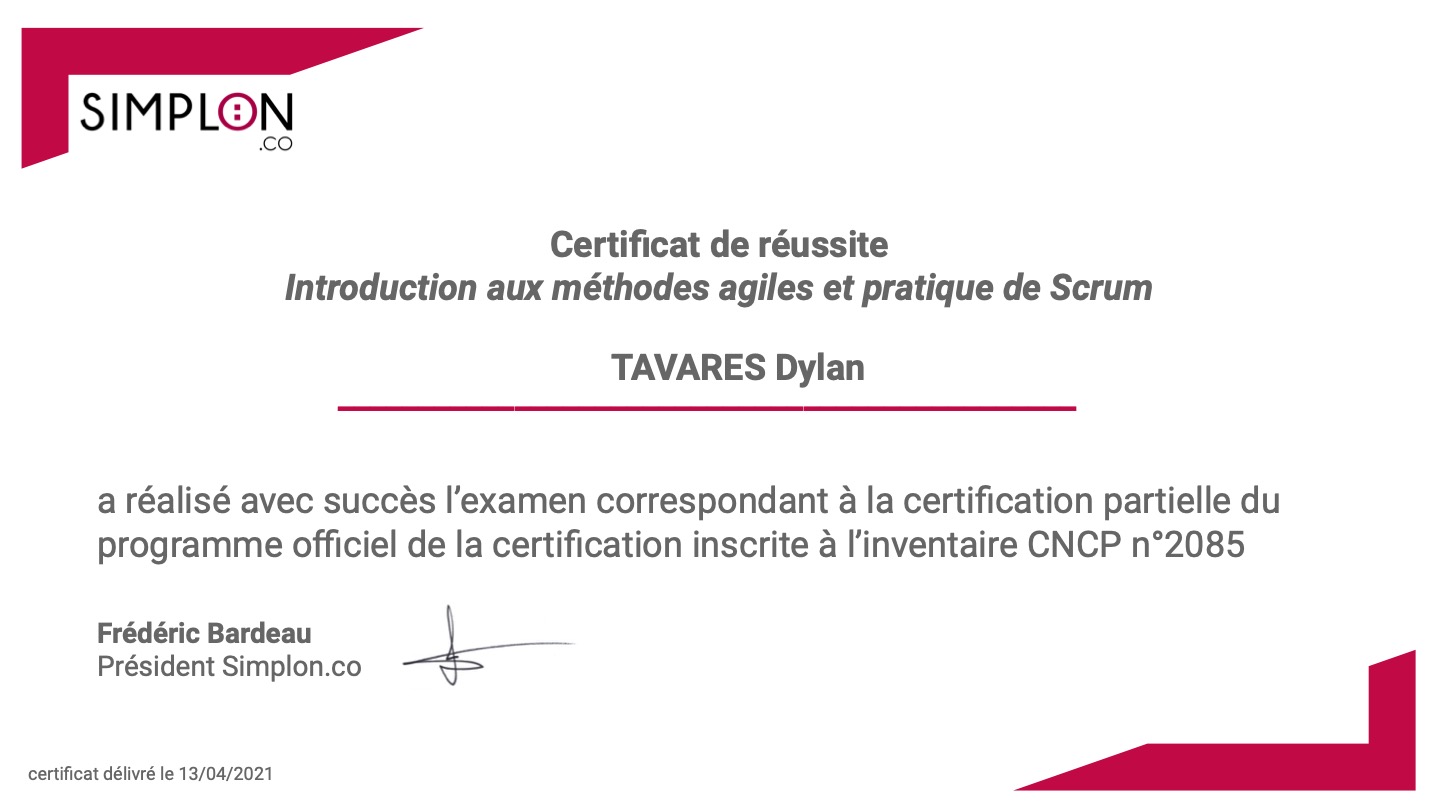 SIMPLON
.CO
Certificat de réussite
Introduction aux méthodes agiles et pratique de Scrum
TAVARES Dylan
a réalisé avec succès l’examen correspondant à la certification partielle du
programme officiel de la certification inscrite à l’inventaire CNCP n°2085
Frédéric Bardeau
Président Simplon.co
certificat délivré le 13/04/2021